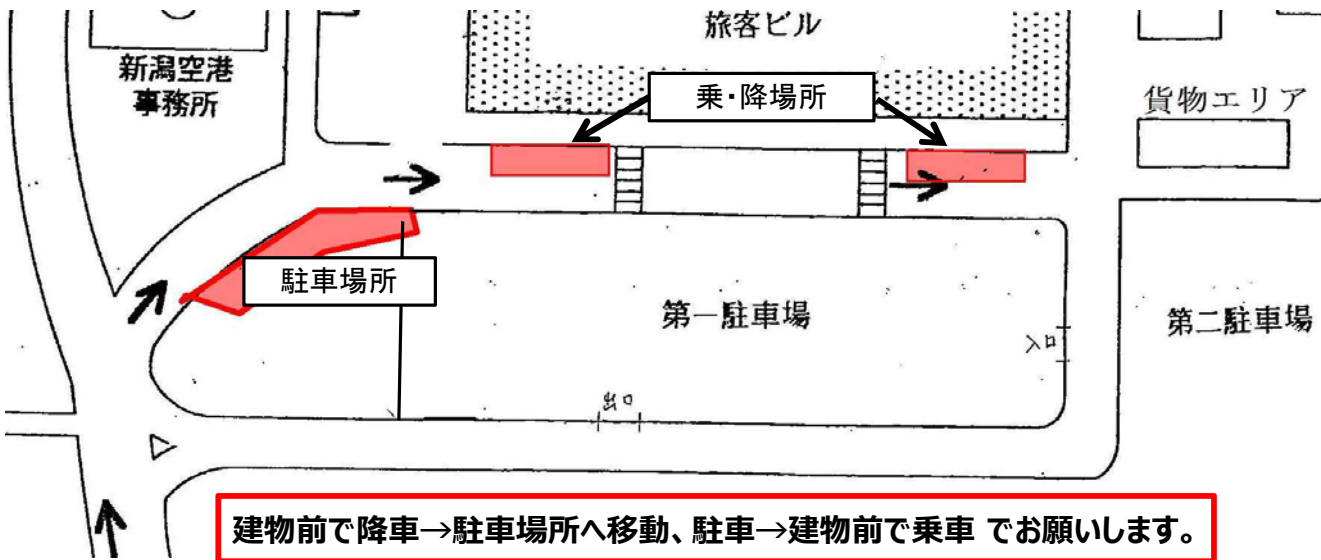 旅客ビル
新潟空港
事務所
乗・降場所
貨物エリア
駐車場所
第一駐車場
第二駐車場
入口
出口
建物前で降車→駐車場所へ移動、駐車→建物前で乗車 でお願いします。